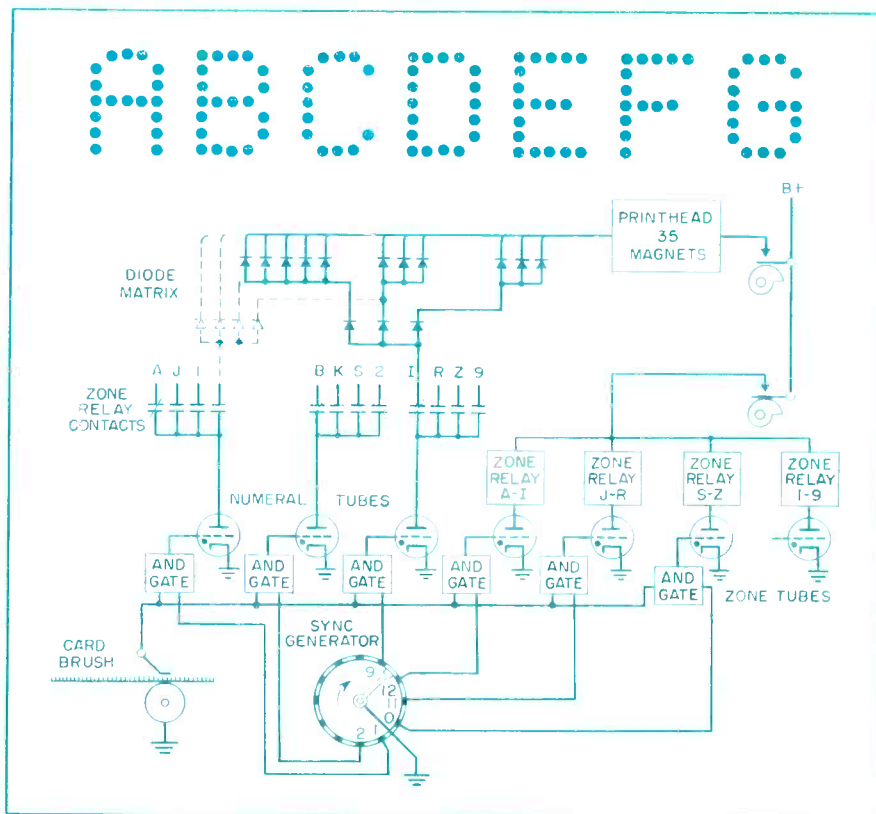 ABCDEFG
B+
PRINTHEAD
35
MAGNETS
DIODE
MATRIX
A J 1 B K S 2 I R Z 9
ZONE
RELAY
CONTACTS
ZONE
RELAY
A-I
ZONE
RELAY
J-R
ZONE
RELAY
S-Z
ZONE
RELAY
1-9
NUMERAL TUBES
AND
GATE
AND
GATE
AND
GATE
AND
GATE
AND
GATE
AND
GATE
ZONE TUBES
SYNC
GENERATOR
CARD
BRUSH
9
12
11
0
1
2